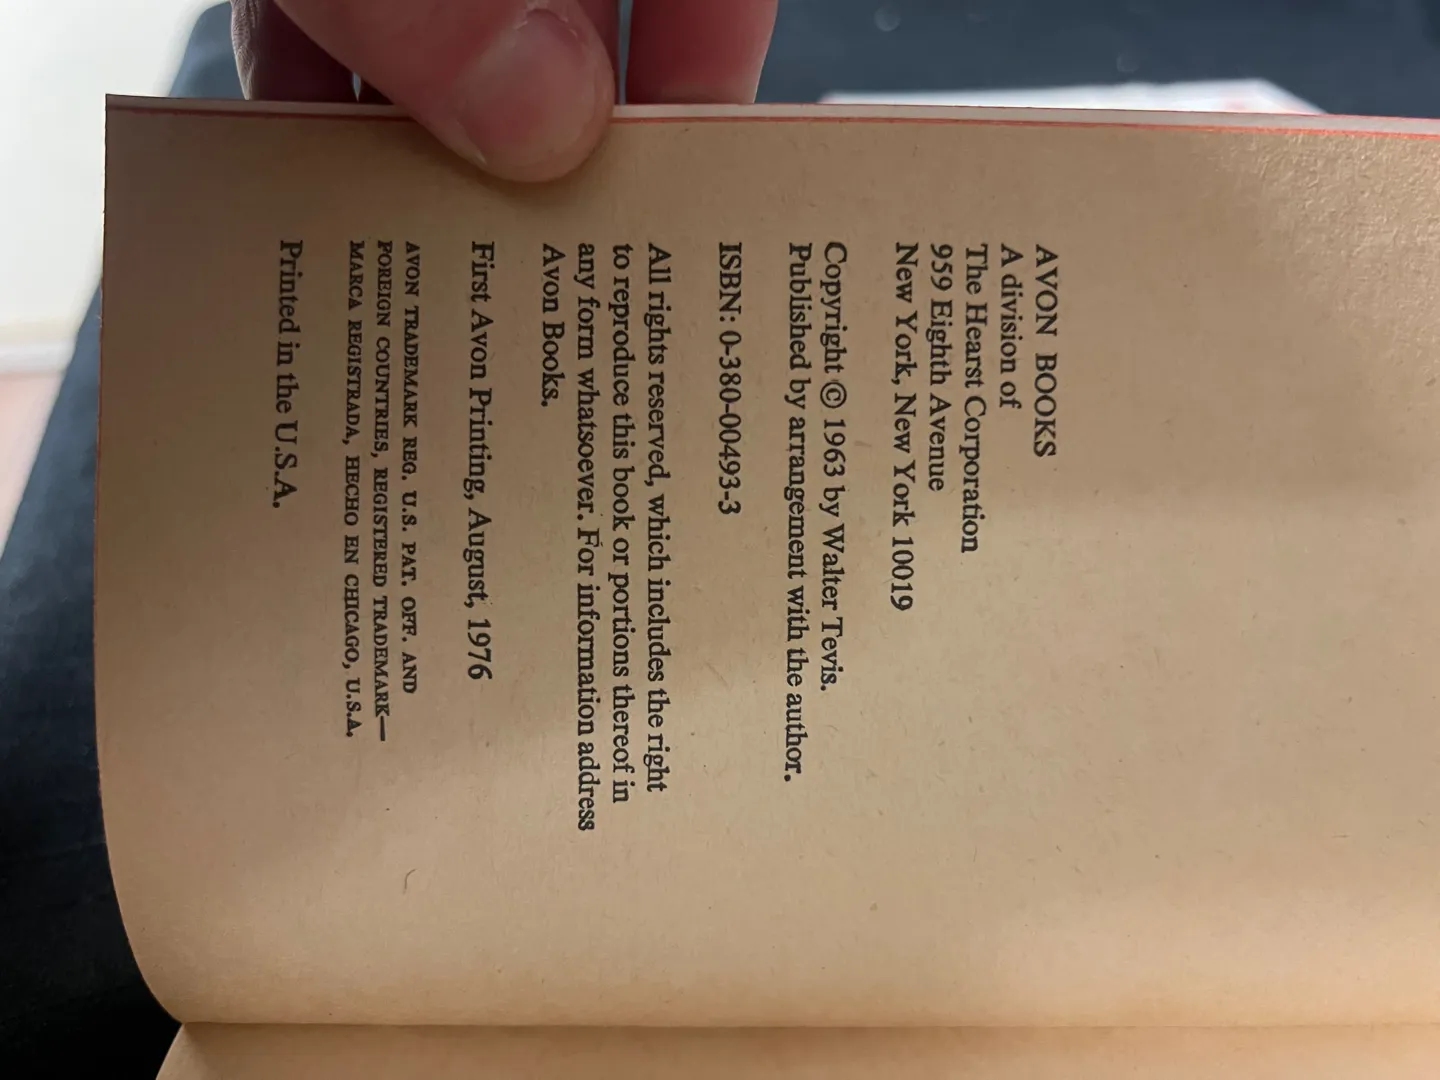 AVON BOOKS
A division of
The Hearst Corporation
959 Eighth Avenue
New York, New York 10019
Copyright © 1963 by Walter Tevis.
Published by arrangement with the author.
ISBN: 0-380-00493-3
All rights reserved, which includes the right
to reproduce this book or portions thereof in
any form whatsoever. For information address
Avon Books.
First Avon Printing, August, 1976
AVON TRADEMARK REG. U.S. PAT. OFF. AND
FOREIGN COUNTRIES, REGISTERED TRADEMARK—
MARCA REGISTRADA, HECHO EN CHICAGO, U.S.A.
Printed in the U.S.A.